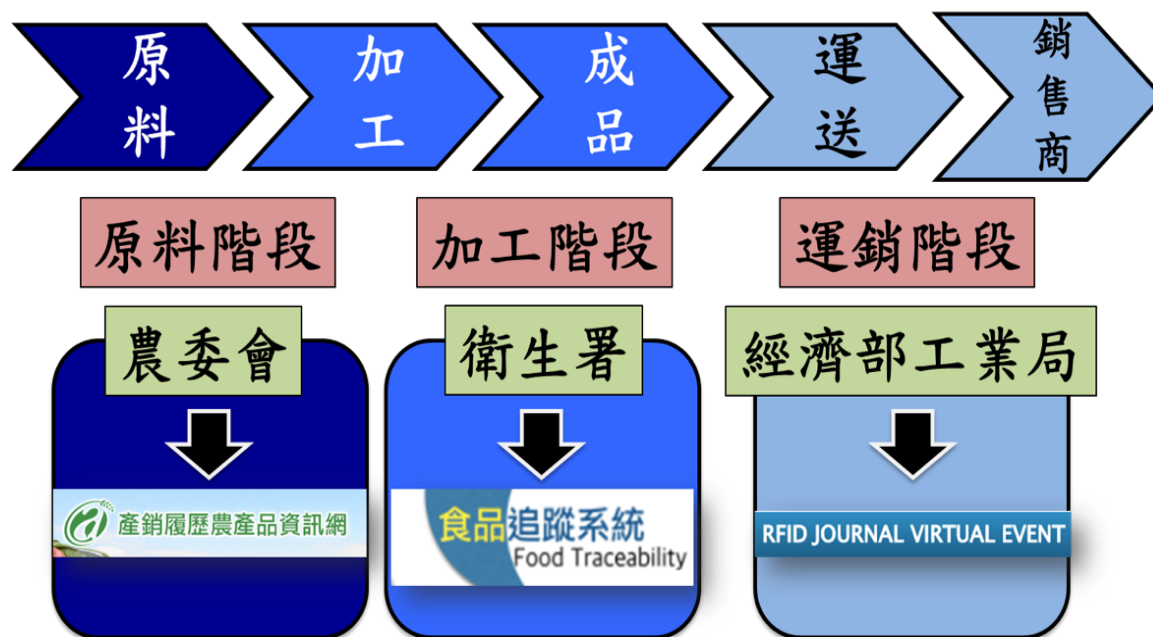 原料
加工
成品
運送
銷售商
原料階段
加工階段
運銷階段
農委會
衛生署
經濟部工業局
產銷履歷農產品資訊網
食品追蹤系統
Food Traceability
RFID JOURNAL VIRTUAL EVENT